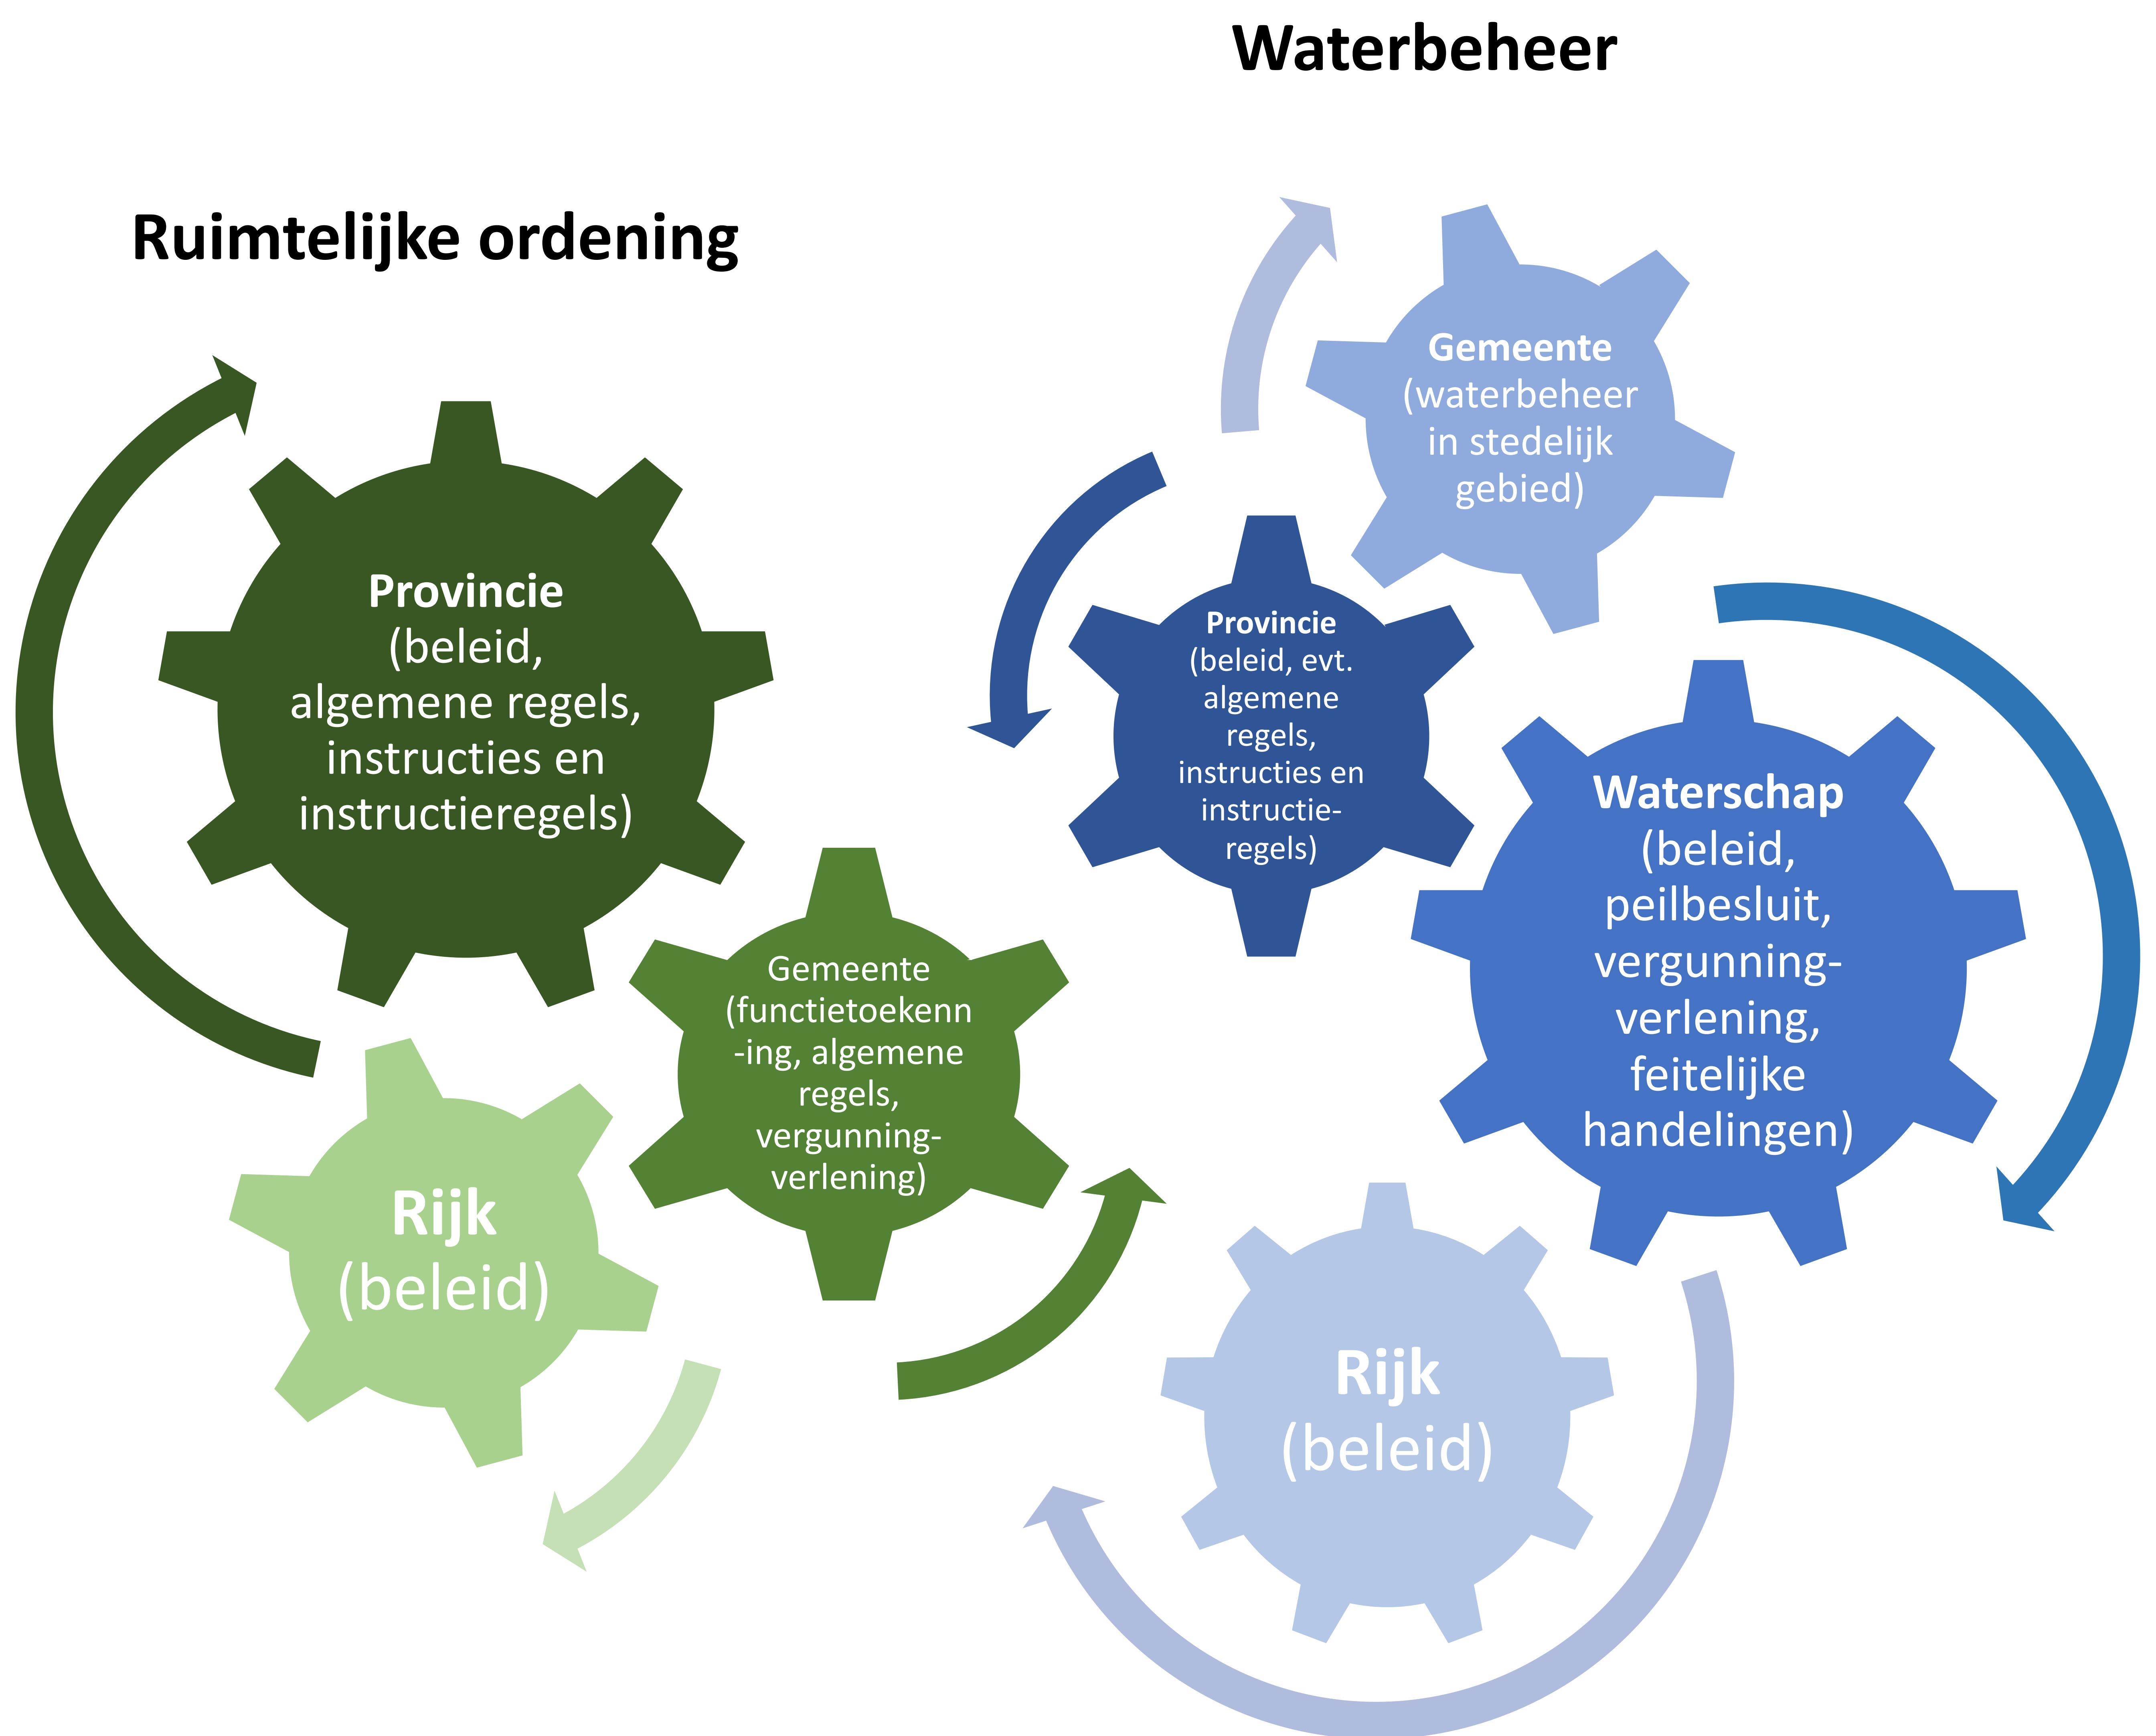 Waterbeheer
Ruimtelijke ordening
Provincie
(beleid,
algemene regels,
instructies en
instructieregels)
Gemeente
(functietoekenn
-ing, algemene
regels,
vergunning-
verlening)
Rijk
(beleid)
Gemeente
(waterbeheer
in stedelijk
gebied)
Provincie
(beleid, evt.
algemene
regels,
instructies en
instructie-
regels)
Waterschap
(beleid,
peilbesluit,
vergunning-
verlening,
feitelijke
handelingen)
Rijk
(beleid)